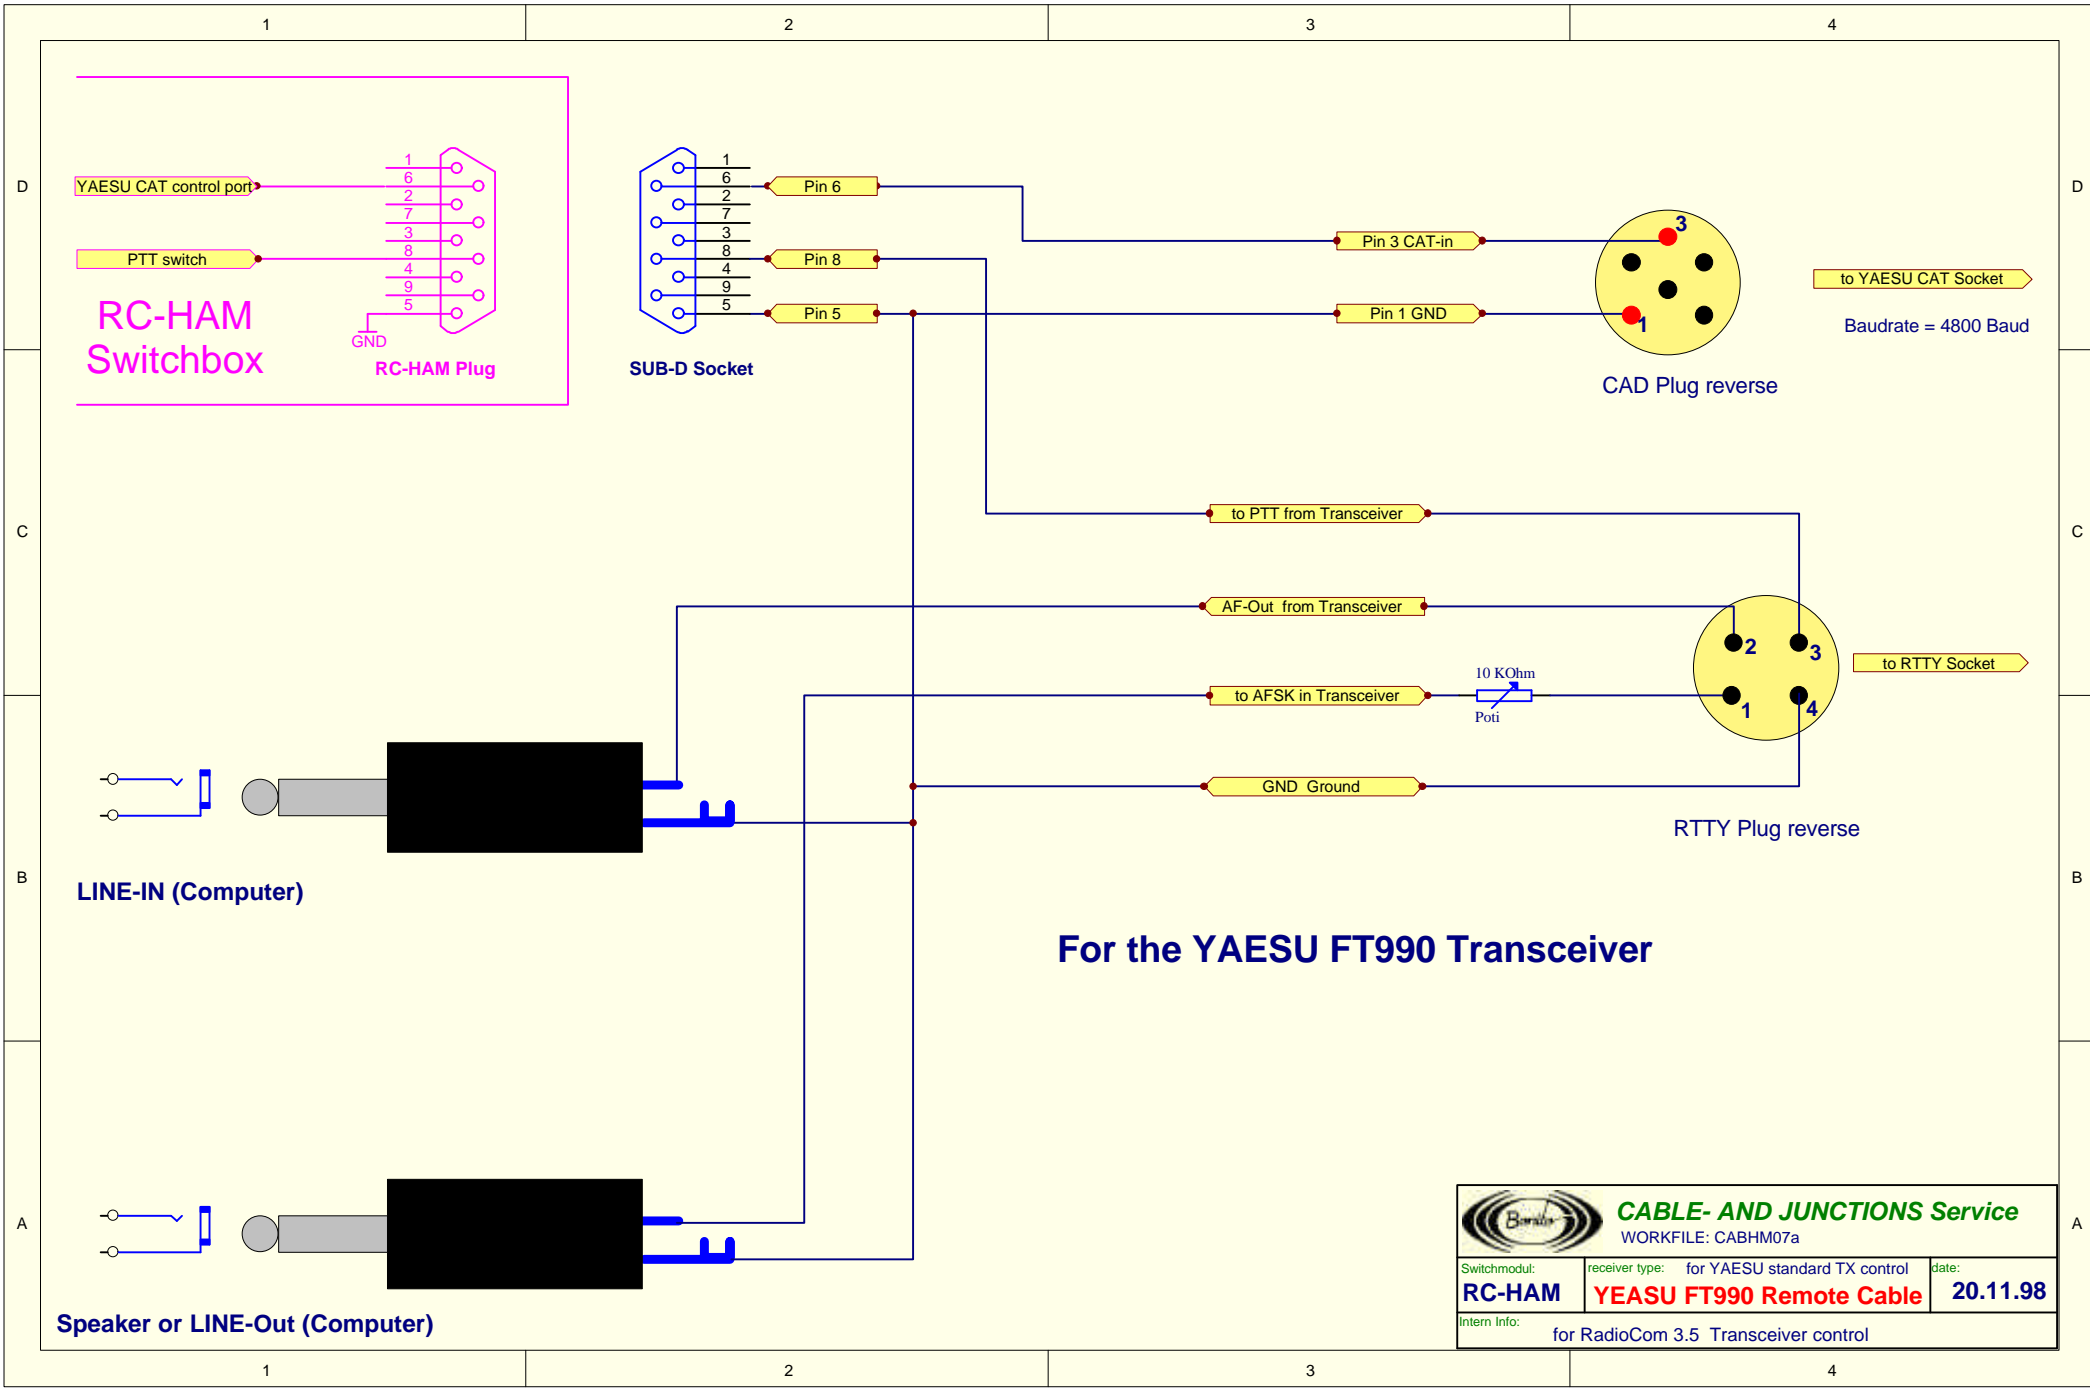 1 2 3 4
D D
YAESU CAT control port
PTT switch
1
6
2
7
3
8
4
9
5
GND
RC-HAM
Switchbox
RC-HAM Plug
1
6
2
7
3
8
4
9
5
SUB-D Socket
Pin 6
Pin 8
Pin 5
Pin 3 CAT-in
Pin 1 GND
3
1
to YAESU CAT Socket
Baudrate = 4800 Baud
CAD Plug reverse
C C
to PTT from Transceiver
AF-Out from Transceiver
to AFSK in Transceiver
10 KOhm
Poti
GND Ground
2
3
1
4
to RTTY Socket
RTTY Plug reverse
B B
LINE-IN (Computer)
For the YAESU FT990 Transceiver
A A
Speaker or LINE-Out (Computer)
CABLE- AND JUNCTIONS Service
WORKFILE: CABHM07a
Switchmodul:
RC-HAM
receiver type: for YAESU standard TX control
YEASU FT990 Remote Cable
date:
20.11.98
Intern Info:
for RadioCom 3.5 Transceiver control
1 2 3 4